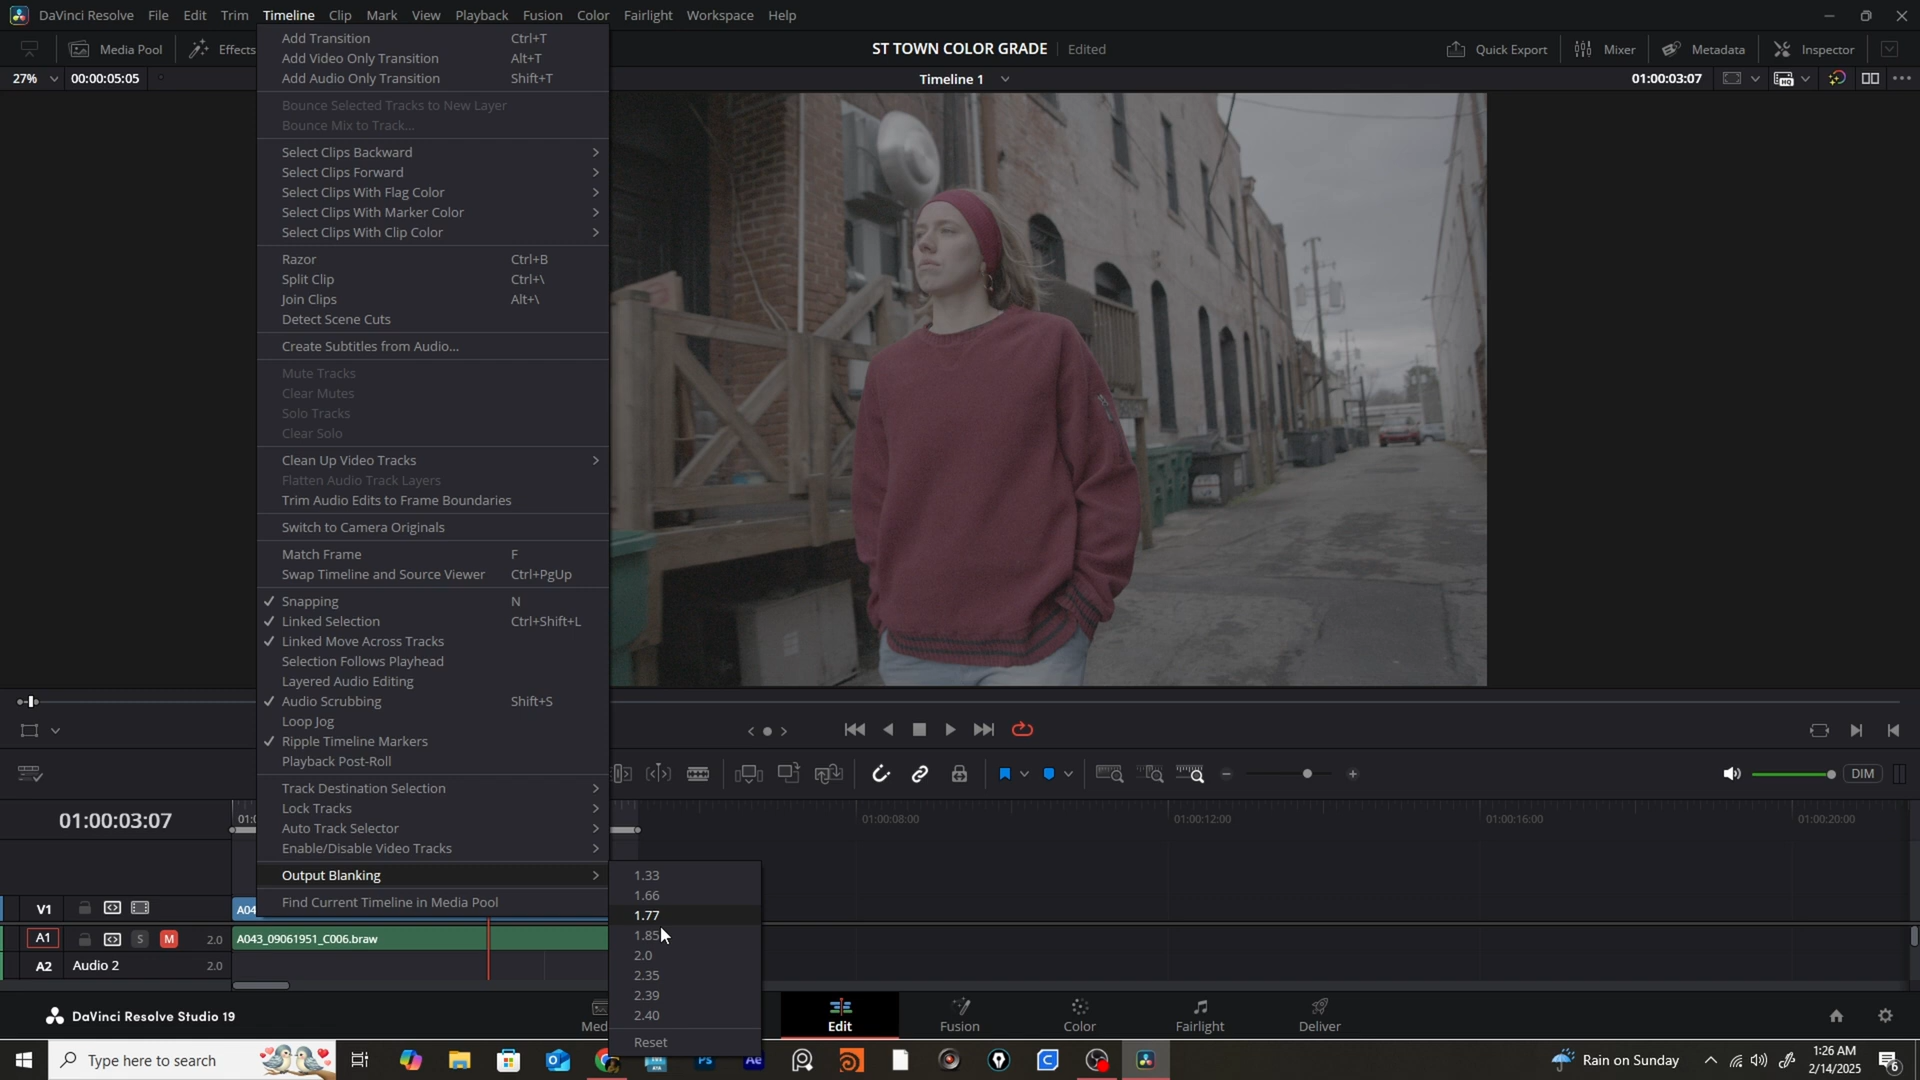 DaVinci Resolve File Edit Trim Timeline Clip Mark View Playback Fusion Color Fairlight Workspace Help
Media Pool Effects ST TOWN COLOR GRADE Edited Quick Export Mixer Metadata Inspector
27% 00:00:05:05 Timeline 1 01:00:03:07
Add Transition Ctrl+T
Add Video Only Transition Alt+T
Add Audio Only Transition Shift+T
Bounce Selected Tracks to New Layer
Bounce Mix to Track...
Select Clips Backward
Select Clips Forward
Select Clips With Flag Color
Select Clips With Marker Color
Select Clips With Clip Color
Razor Ctrl+B
Split Clip Ctrl+\
Join Clips Alt+\
Detect Scene Cuts
Create Subtitles from Audio...
Mute Tracks
Clear Mutes
Solo Tracks
Clear Solo
Clean Up Video Tracks
Flatten Audio Track Layers
Trim Audio Edits to Frame Boundaries
Switch to Camera Originals
Match Frame F
Swap Timeline and Source Viewer Ctrl+PgUp
Snapping N
Linked Selection Ctrl+Shift+L
Linked Move Across Tracks
Selection Follows Playhead
Layered Audio Editing
Audio Scrubbing Shift+S
Loop Jog
Ripple Timeline Markers
Playback Post-Roll
Track Destination Selection
Lock Tracks
Auto Track Selector
Enable/Disable Video Tracks
Output Blanking
Find Current Timeline in Media Pool
1.33
1.66
1.77
1.85
2.0
2.35
2.39
2.40
Reset
DIM
01:00:03:07 01: 01:00:08:00 01:00:12:00 01:00:16:00 01:00:20:00
V1 A04
A1 S M 2.0 A043_09061951_C006.braw
A2 Audio 2 2.0
DaVinci Resolve Studio 19 Med Edit Fusion Color Fairlight Deliver
Type here to search Ps Ae Rain on Sunday 1:26 AM
2/14/2025 6